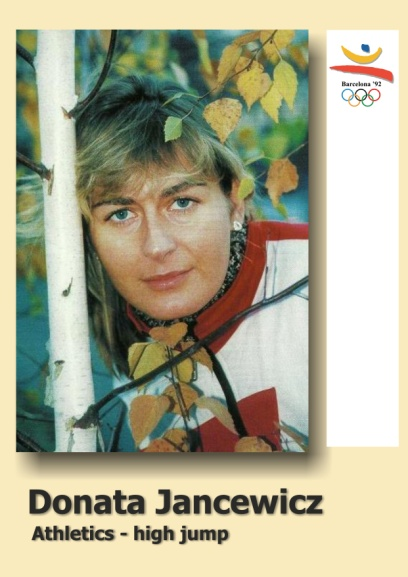 Barcelona '92
Donata Jancewicz
Athletics - high jump